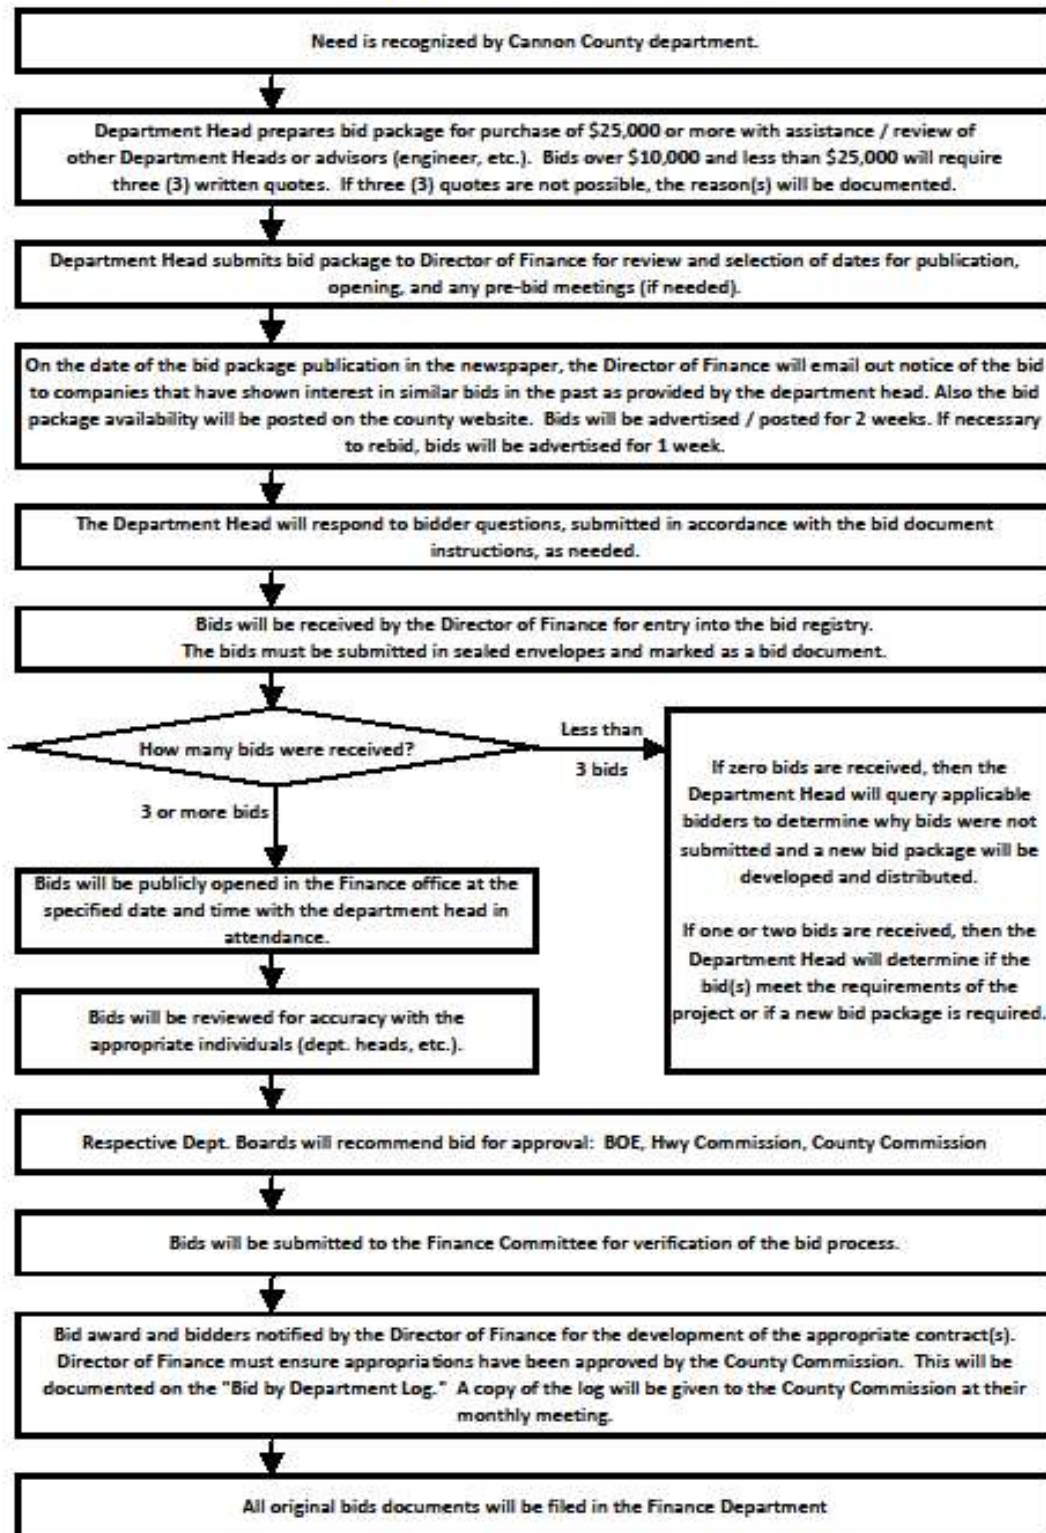 Need is recognized by Cannon County department.
Department Head prepares bid package for purchase of $25,000 or more with assistance / review of
other Department Heads or advisors (engineer, etc.). Bids over $10,000 and less than $25,000 will require
three (3) written quotes. If three (3) quotes are not possible, the reason(s) will be documented.
Department Head submits bid package to Director of Finance for review and selection of dates for publication,
opening, and any pre-bid meetings (if needed).
On the date of the bid package publication in the newspaper, the Director of Finance will email out notice of the bid
to companies that have shown interest in similar bids in the past as provided by the department head. Also the bid
package availability will be posted on the county website. Bids will be advertised / posted for 2 weeks. If necessary
to rebid, bids will be advertised for 1 week.
The Department Head will respond to bidder questions, submitted in accordance with the bid document
instructions, as needed.
Bids will be received by the Director of Finance for entry into the bid registry.
The bids must be submitted in sealed envelopes and marked as a bid document.
How many bids were received?
Less than
3 bids
3 or more bids
If zero bids are received, then the
Department Head will query applicable
bidders to determine why bids were not
submitted and a new bid package will be
developed and distributed.
If one or two bids are received, then the
Department Head will determine if the
bid(s) meet the requirements of the
project or if a new bid package is required.
Bids will be publicly opened in the Finance office at the
specified date and time with the department head in
attendance.
Bids will be reviewed for accuracy with the
appropriate individuals (dept. heads, etc.).
Respective Dept. Boards will recommend bid for approval: BOE, Hwy Commission, County Commission
Bids will be submitted to the Finance Committee for verification of the bid process.
Bid award and bidders notified by the Director of Finance for the development of the appropriate contract(s).
Director of Finance must ensure appropriations have been approved by the County Commission. This will be
documented on the "Bid by Department Log." A copy of the log will be given to the County Commission at their
monthly meeting.
All original bids documents will be filed in the Finance Department